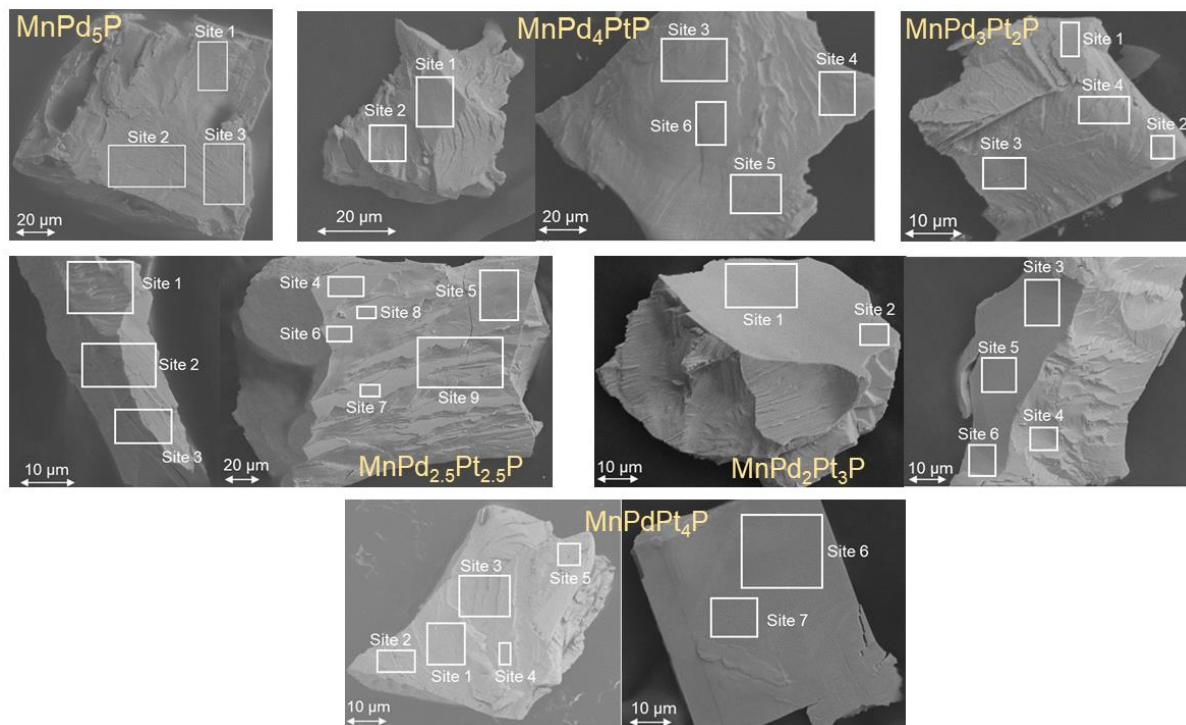 MnPd₅P
Site 1
Site 2
Site 3
20 μm
MnPd₄PtP
Site 1
Site 2
20 μm
Site 3
Site 4
Site 6
Site 5
20 μm
MnPd₃Pt₂P
Site 1
Site 4
Site 2
Site 3
10 μm
Site 1
Site 2
Site 3
10 μm
Site 4
Site 5
Site 8
Site 6
Site 7
Site 9
20 μm
MnPd₂.₅Pt₂.₅P
Site 1
Site 2
10 μm
MnPd₂Pt₃P
Site 3
Site 5
Site 4
Site 6
10 μm
MnPdPt₄P
Site 3
Site 5
Site 2
Site 1
Site 4
10 μm
Site 6
Site 7
10 μm